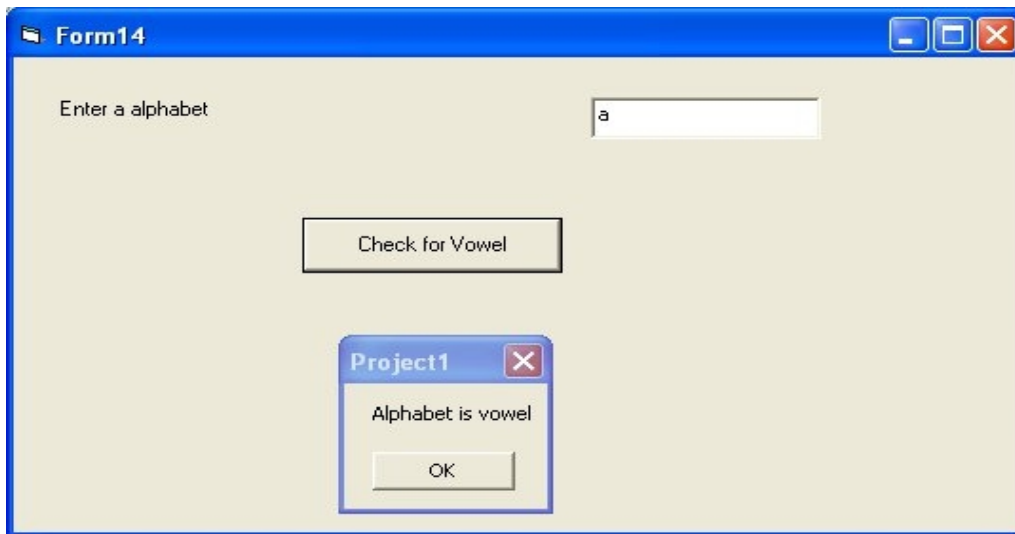 Form14
Enter a alphabet
a
Check for Vowel
Project1
Alphabet is vowel
OK